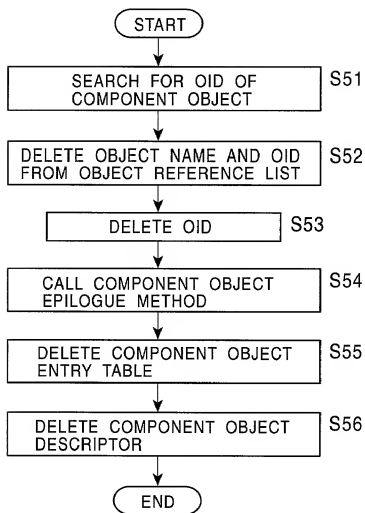 START
SEARCH FOR OID OF
COMPONENT OBJECT
S51
DELETE OBJECT NAME AND OID
FROM OBJECT REFERENCE LIST
S52
DELETE OID
S53
CALL COMPONENT OBJECT
EPILOGUE METHOD
S54
DELETE COMPONENT OBJECT
ENTRY TABLE
S55
DELETE COMPONENT OBJECT
DESCRIPTOR
S56
END